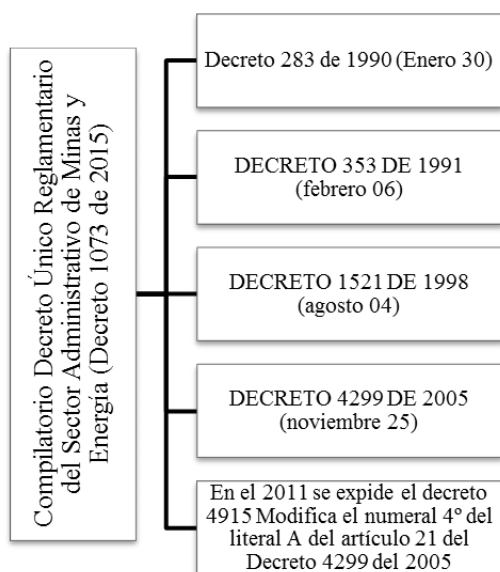 Compilatorio Decreto Único Reglamentario
del Sector Administrativo de Minas y
Energía (Decreto 1073 de 2015)
Decreto 283 de 1990 (Enero 30)
DECRETO 353 DE 1991
(febrero 06)
DECRETO 1521 DE 1998
(agosto 04)
DECRETO 4299 DE 2005
(noviembre 25)
En el 2011 se expide el decreto
4915 Modifica el numeral 4º del
literal A del artículo 21 del
Decreto 4299 del 2005